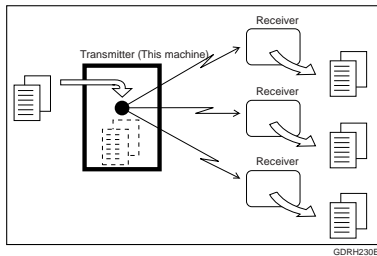 Receiver
Transmitter (This machine)
Receiver
Receiver
GDRH230E